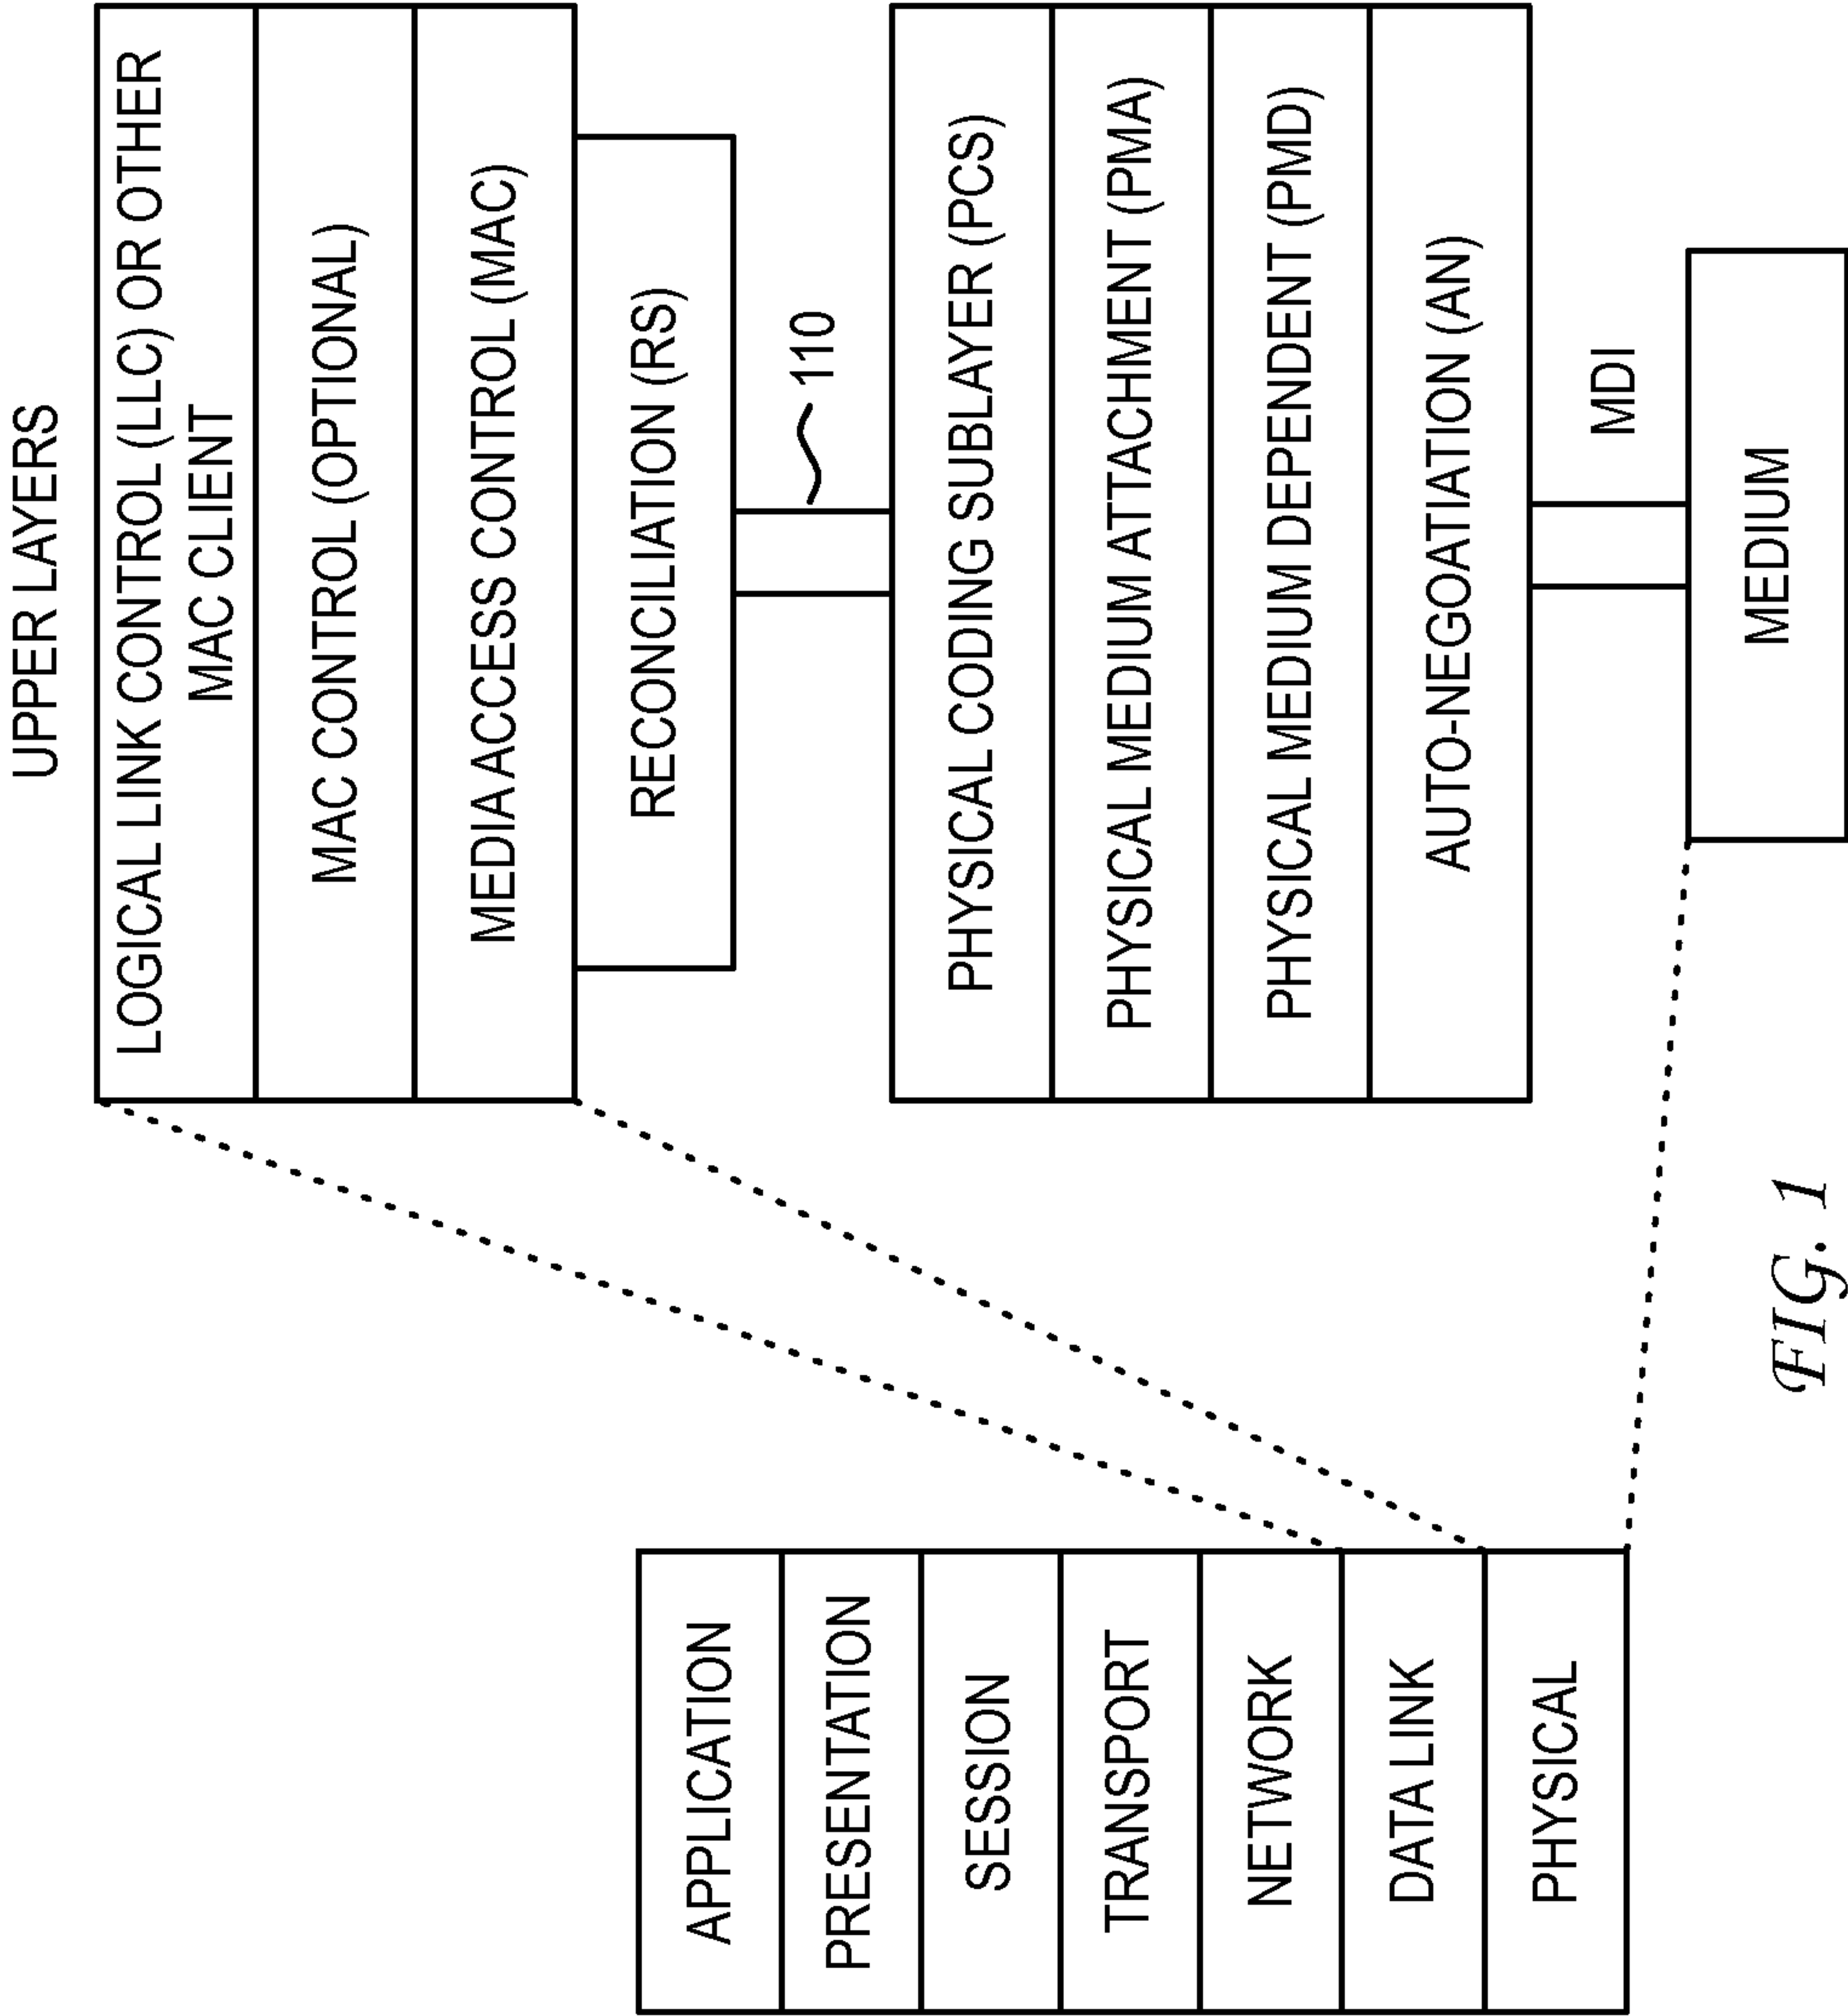 UPPER LAYERS
LOGICAL LINK CONTROL (LLC) OR OTHER
MAC CLIENT
MAC CONTROL (OPTIONAL)
MEDIA ACCESS CONTROL (MAC)
RECONCILIATION (RS)
110
PHYSICAL CODING SUBLAYER (PCS)
PHYSICAL MEDIUM ATTACHMENT (PMA)
PHYSICAL MEDIUM DEPENDENT (PMD)
AUTO-NEGOATIATION (AN)
MDI
MEDIUM
APPLICATION
PRESENTATION
SESSION
TRANSPORT
NETWORK
DATA LINK
PHYSICAL
FIG. 1